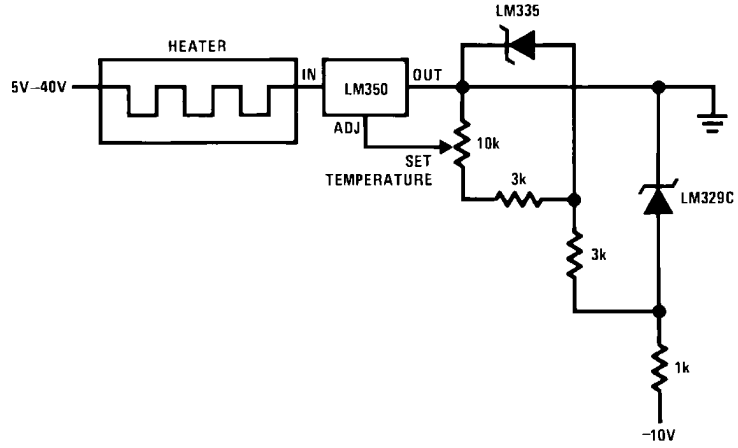 LM335
HEATER
5V–40V
IN
LM350
OUT
ADJ
10k
SET
TEMPERATURE
3k
LM329C
3k
1k
–10V